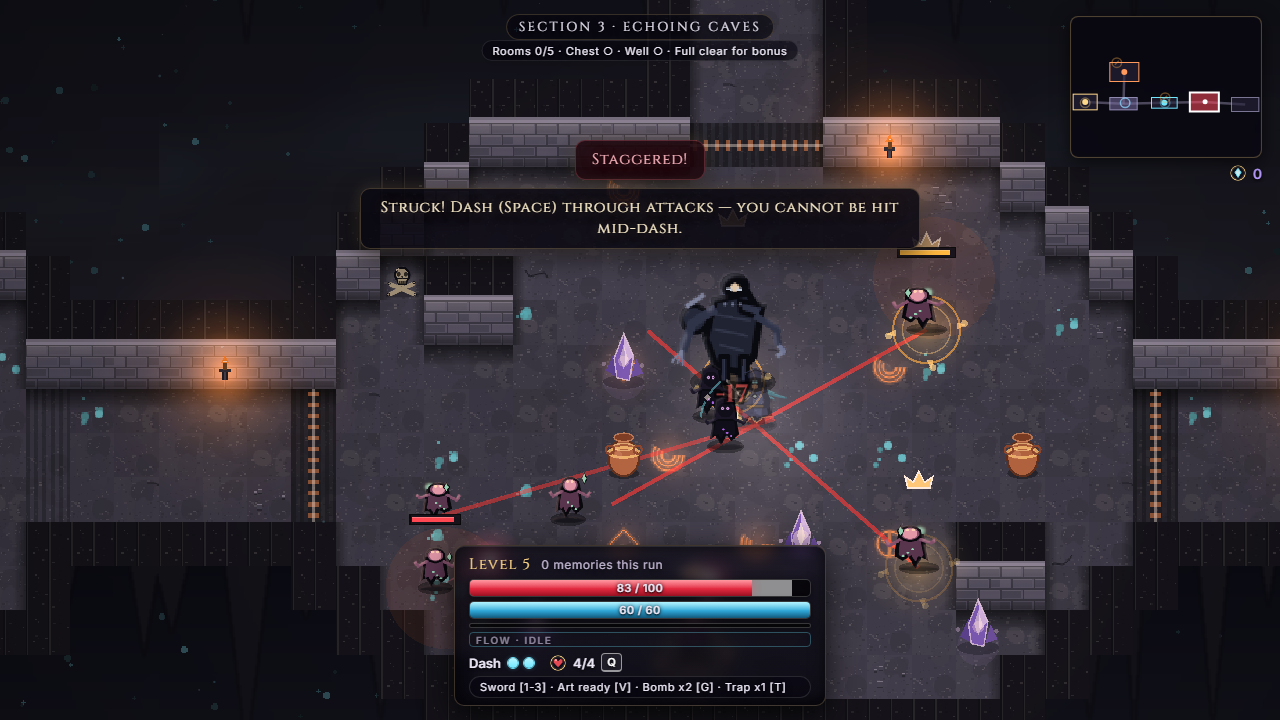 SECTION 3 · ECHOING CAVES
Rooms 0/5 · Chest ○ · Well ○ · Full clear for bonus
STAGGERED!
STRUCK! DASH (SPACE) THROUGH ATTACKS — YOU CANNOT BE HIT
MID-DASH.
0
-17
LEVEL 5 0 memories this run
83 / 100
60 / 60
FLOW · IDLE
Dash 4/4 Q
Sword [1-3] · Art ready [V] · Bomb x2 [G] · Trap x1 [T]